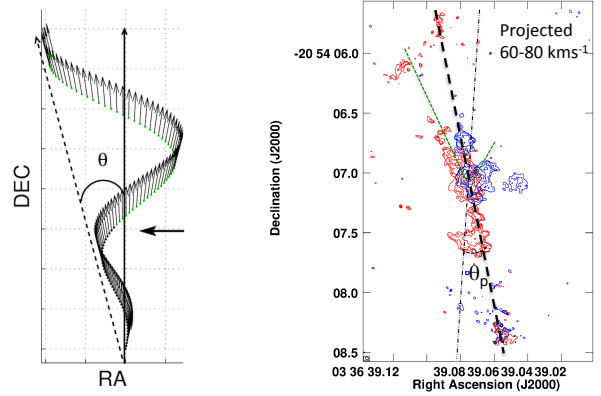 DEC
θ
RA
Projected
60-80 kms-1
Declination (J2000)
-20 54 06.0
06.5
07.0
07.5
08.0
08.5
θp
03 36 39.12 39.08 39.06 39.04 39.02
Right Ascension (J2000)